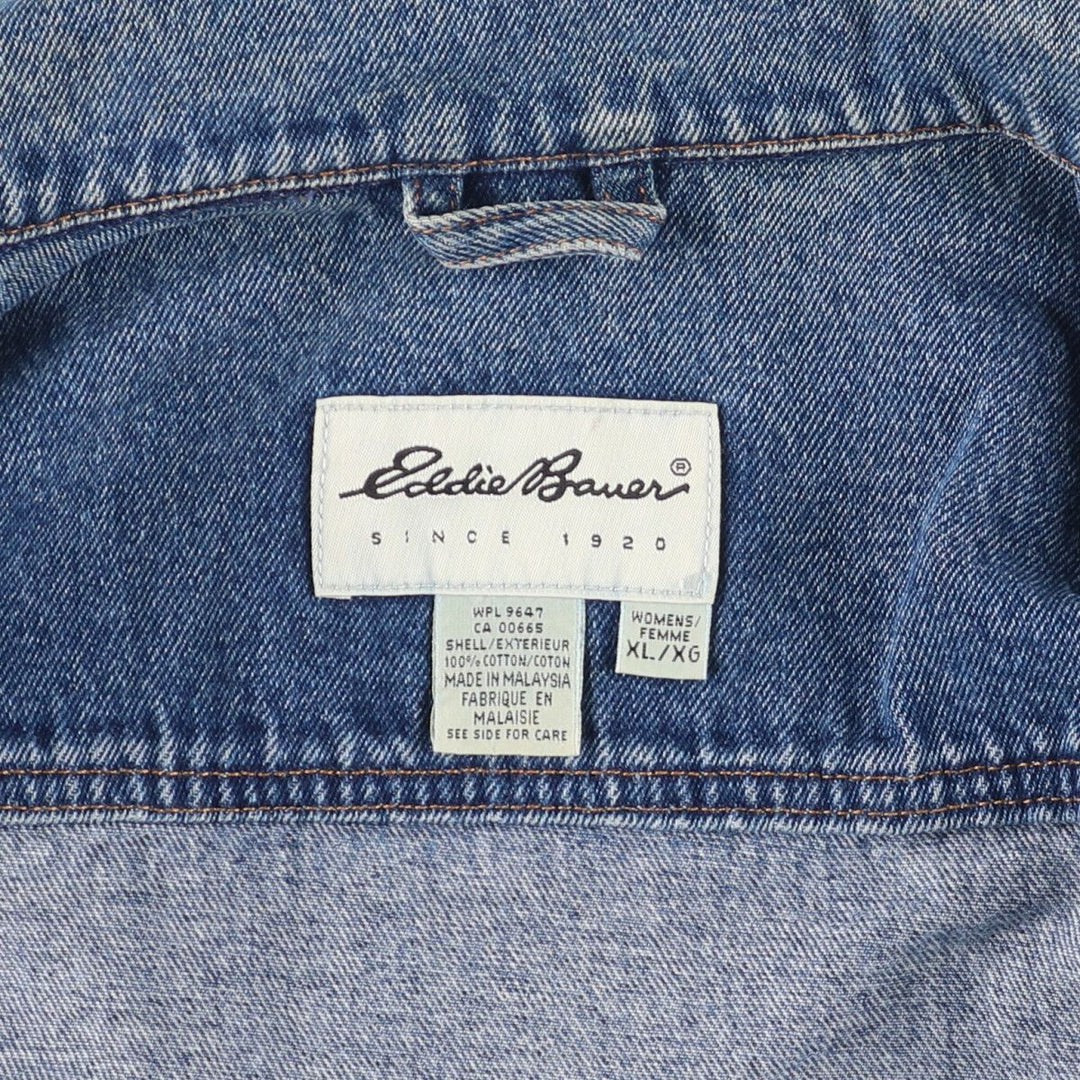 Eddie Bauer®
SINCE 1920
WPL 9647
CA 00665
SHELL/EXTERIEUR
100% COTTON/COTON
MADE IN MALAYSIA
FABRIQUE EN
MALAISIE
SEE SIDE FOR CARE
WOMENS/
FEMME
XL/XG